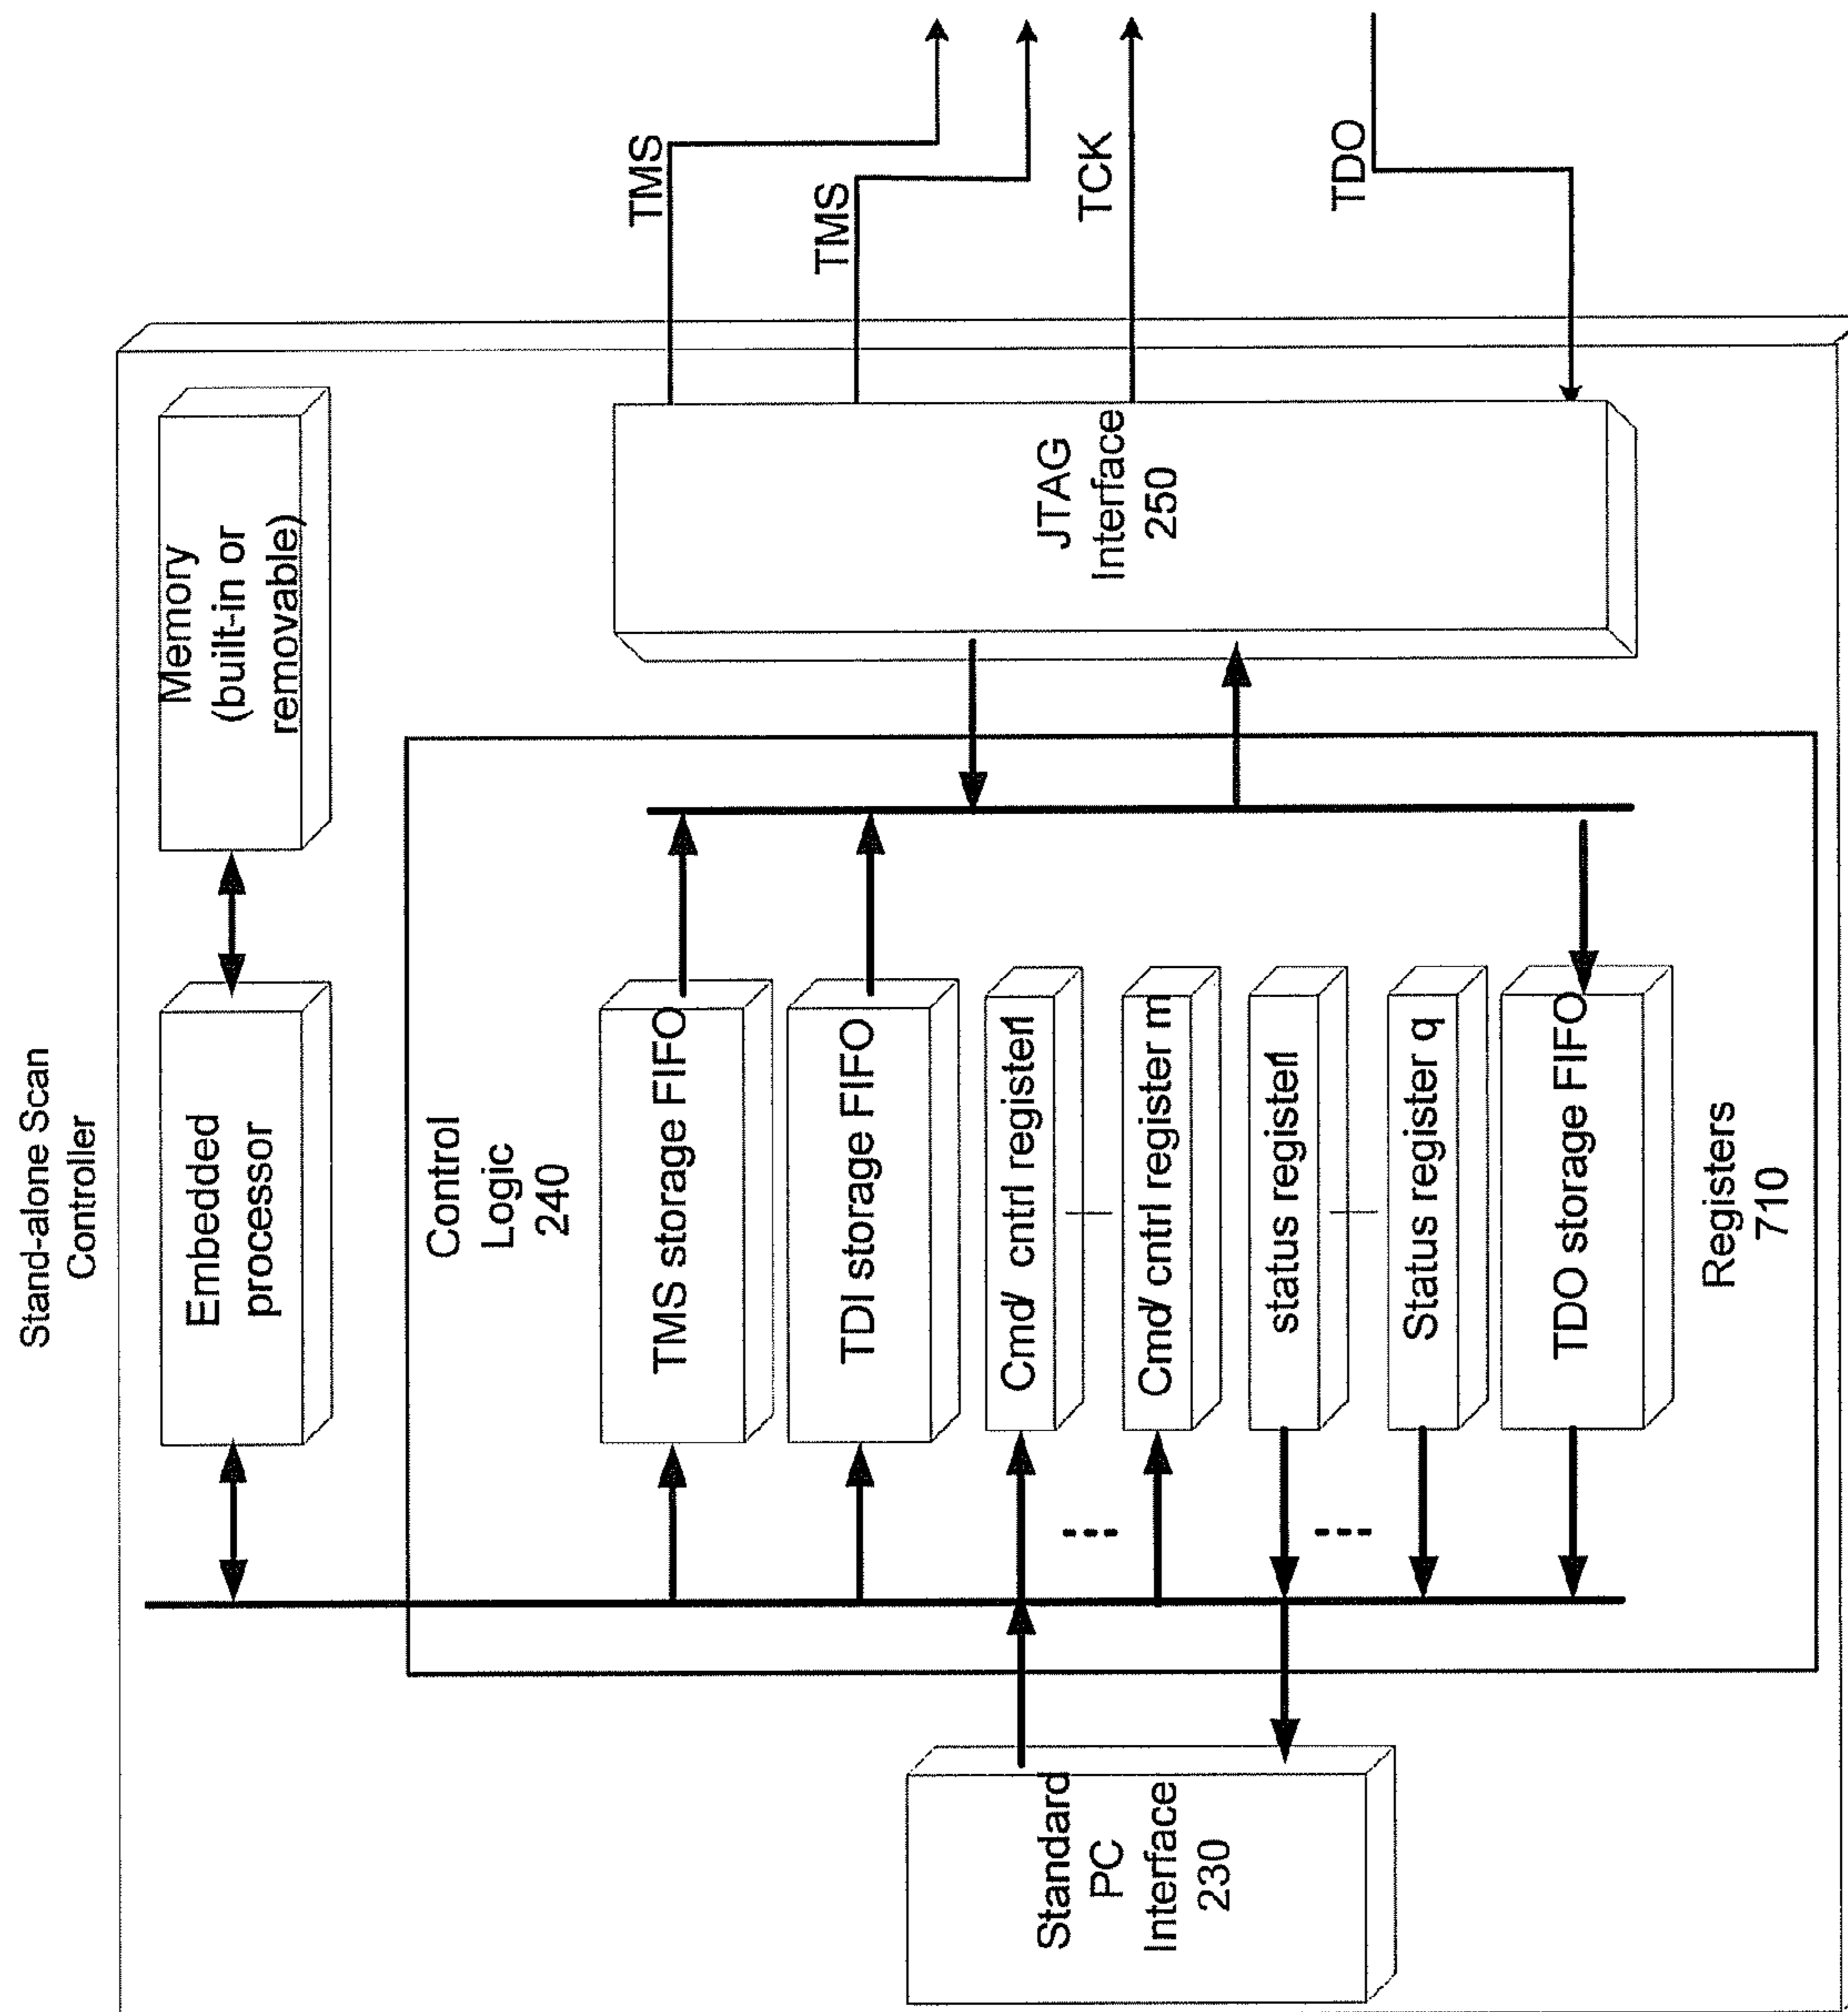 Stand-alone Scan
Controller
Embedded
processor
Memory
(built-in or
removable)
Control
Logic
240
TMS storage FIFO
TDI storage FIFO
Cmd/ cntrl register1
Cmd/ cntrl register m
status register1
Status register q
TDO storage FIFO
Registers
710
Standard
PC
Interface
230
JTAG
Interface
250
TMS
TMS
TCK
TDO